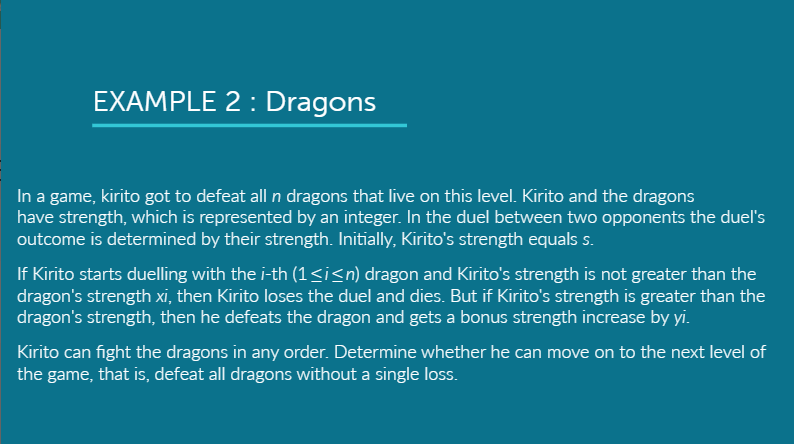 EXAMPLE 2 : Dragons
In a game, kirito got to defeat all n dragons that live on this level. Kirito and the dragons
have strength, which is represented by an integer. In the duel between two opponents the duel's
outcome is determined by their strength. Initially, Kirito's strength equals s.
If Kirito starts duelling with the i-th (1≤i≤n) dragon and Kirito's strength is not greater than the
dragon's strength xi, then Kirito loses the duel and dies. But if Kirito's strength is greater than the
dragon's strength, then he defeats the dragon and gets a bonus strength increase by yi.
Kirito can fight the dragons in any order. Determine whether he can move on to the next level of
the game, that is, defeat all dragons without a single loss.